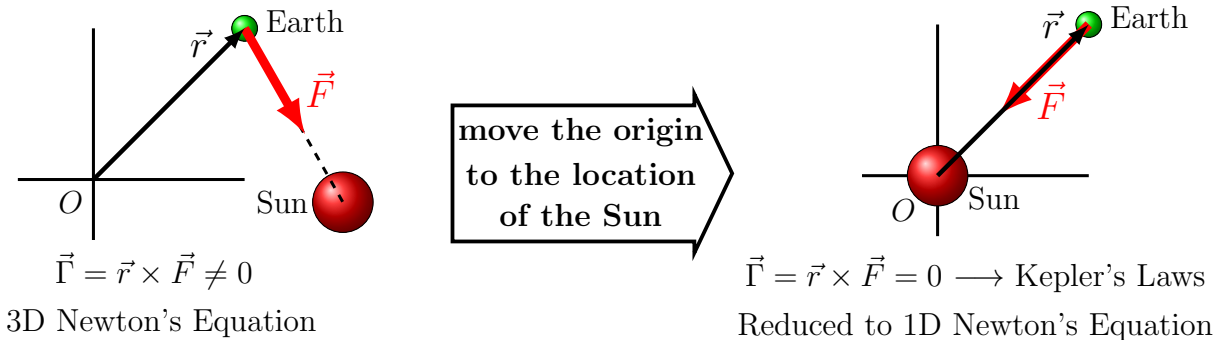 Earth
r⃗
F⃗
Sun
O
Γ⃗ = r⃗ × F⃗ ≠ 0
3D Newton's Equation
move the origin
to the location
of the Sun
Earth
r⃗
F⃗
O
Sun
Γ⃗ = r⃗ × F⃗ = 0 ⟶ Kepler's Laws
Reduced to 1D Newton's Equation